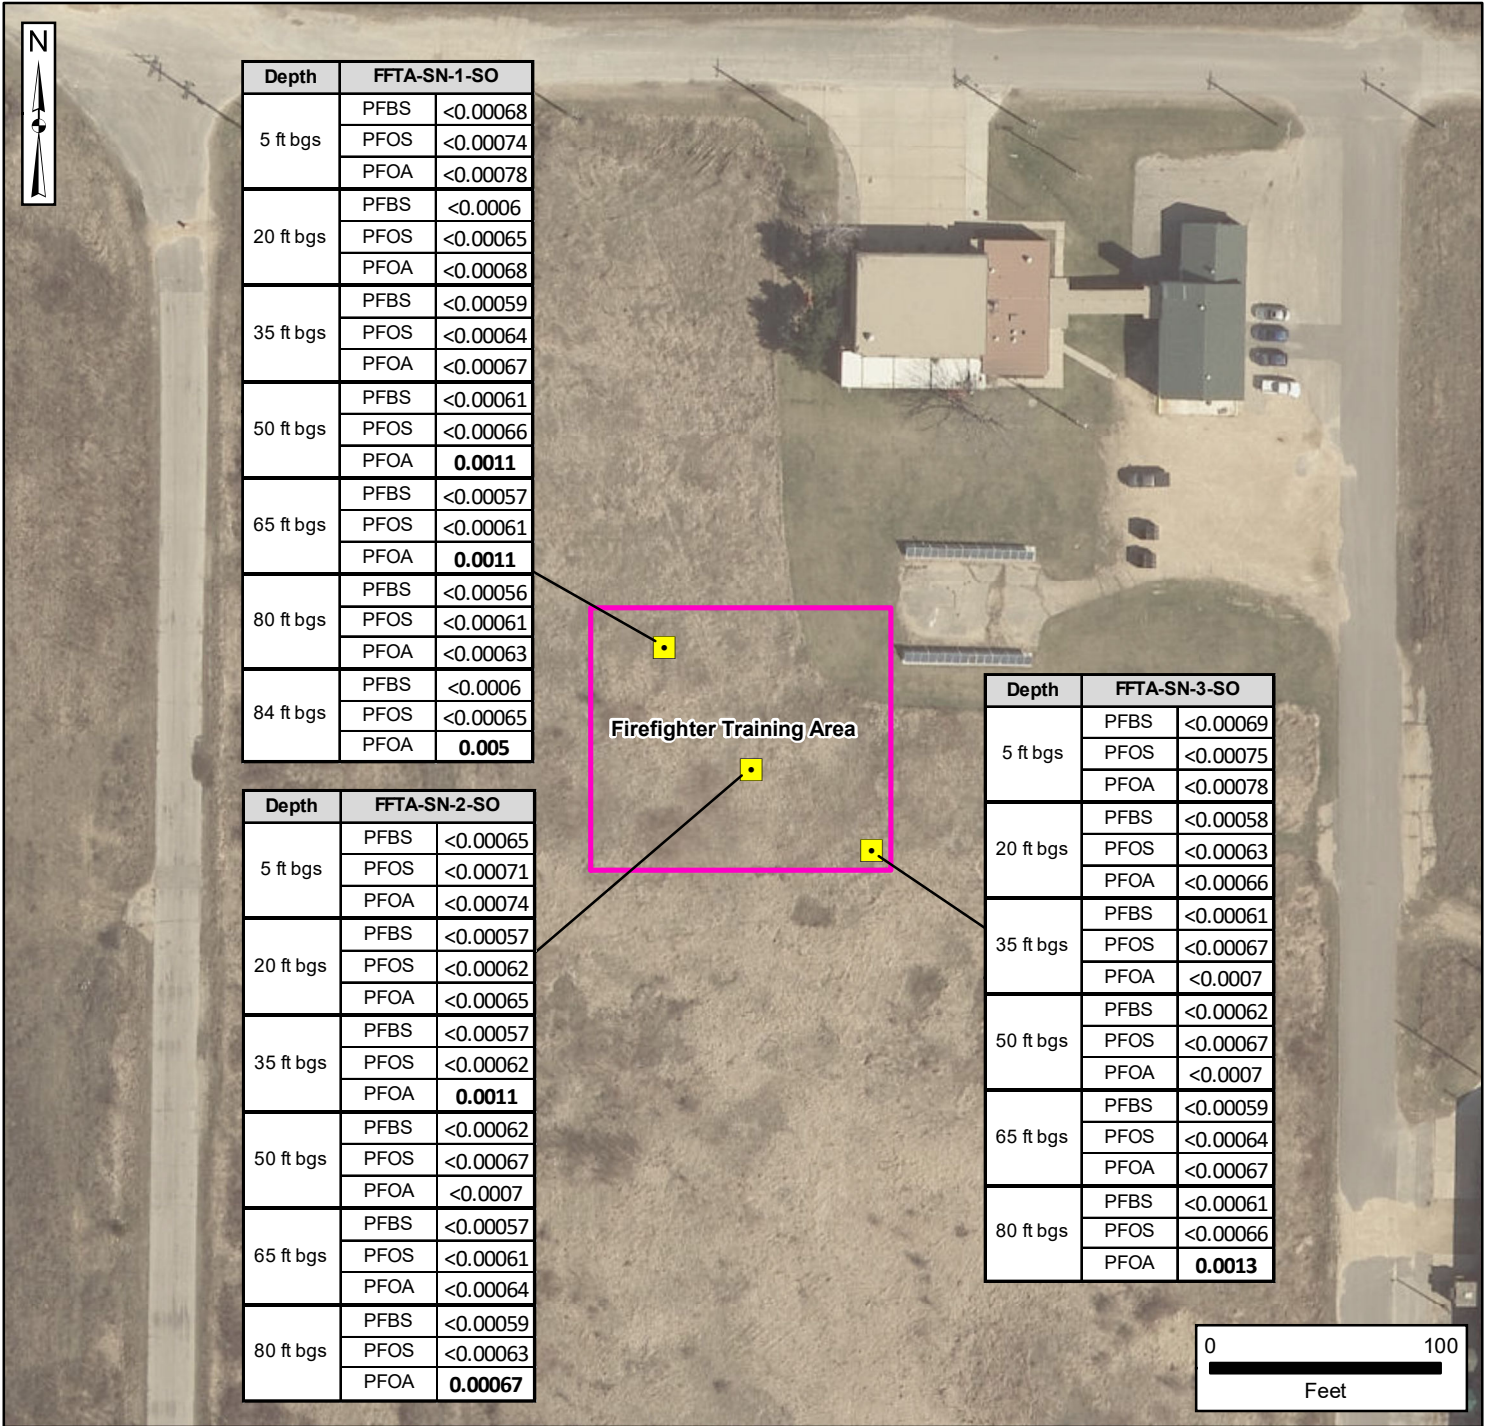 N
Depth FFTA-SN-1-SO
5 ft bgs PFBS <0.00068
PFOS <0.00074
PFOA <0.00078
20 ft bgs PFBS <0.0006
PFOS <0.00065
PFOA <0.00068
35 ft bgs PFBS <0.00059
PFOS <0.00064
PFOA <0.00067
50 ft bgs PFBS <0.00061
PFOS <0.00066
PFOA 0.0011
65 ft bgs PFBS <0.00057
PFOS <0.00061
PFOA 0.0011
80 ft bgs PFBS <0.00056
PFOS <0.00061
PFOA <0.00063
84 ft bgs PFBS <0.0006
PFOS <0.00065
PFOA 0.005
Firefighter Training Area
Depth FFTA-SN-2-SO
5 ft bgs PFBS <0.00065
PFOS <0.00071
PFOA <0.00074
20 ft bgs PFBS <0.00057
PFOS <0.00062
PFOA <0.00065
35 ft bgs PFBS <0.00057
PFOS <0.00062
PFOA 0.0011
50 ft bgs PFBS <0.00062
PFOS <0.00067
PFOA <0.0007
65 ft bgs PFBS <0.00057
PFOS <0.00061
PFOA <0.00064
80 ft bgs PFBS <0.00059
PFOS <0.00063
PFOA 0.00067
Depth FFTA-SN-3-SO
5 ft bgs PFBS <0.00069
PFOS <0.00075
PFOA <0.00078
20 ft bgs PFBS <0.00058
PFOS <0.00063
PFOA <0.00066
35 ft bgs PFBS <0.00061
PFOS <0.00067
PFOA <0.0007
50 ft bgs PFBS <0.00062
PFOS <0.00067
PFOA <0.0007
65 ft bgs PFBS <0.00059
PFOS <0.00064
PFOA <0.00067
80 ft bgs PFBS <0.00061
PFOS <0.00066
PFOA 0.0013
0 100
Feet